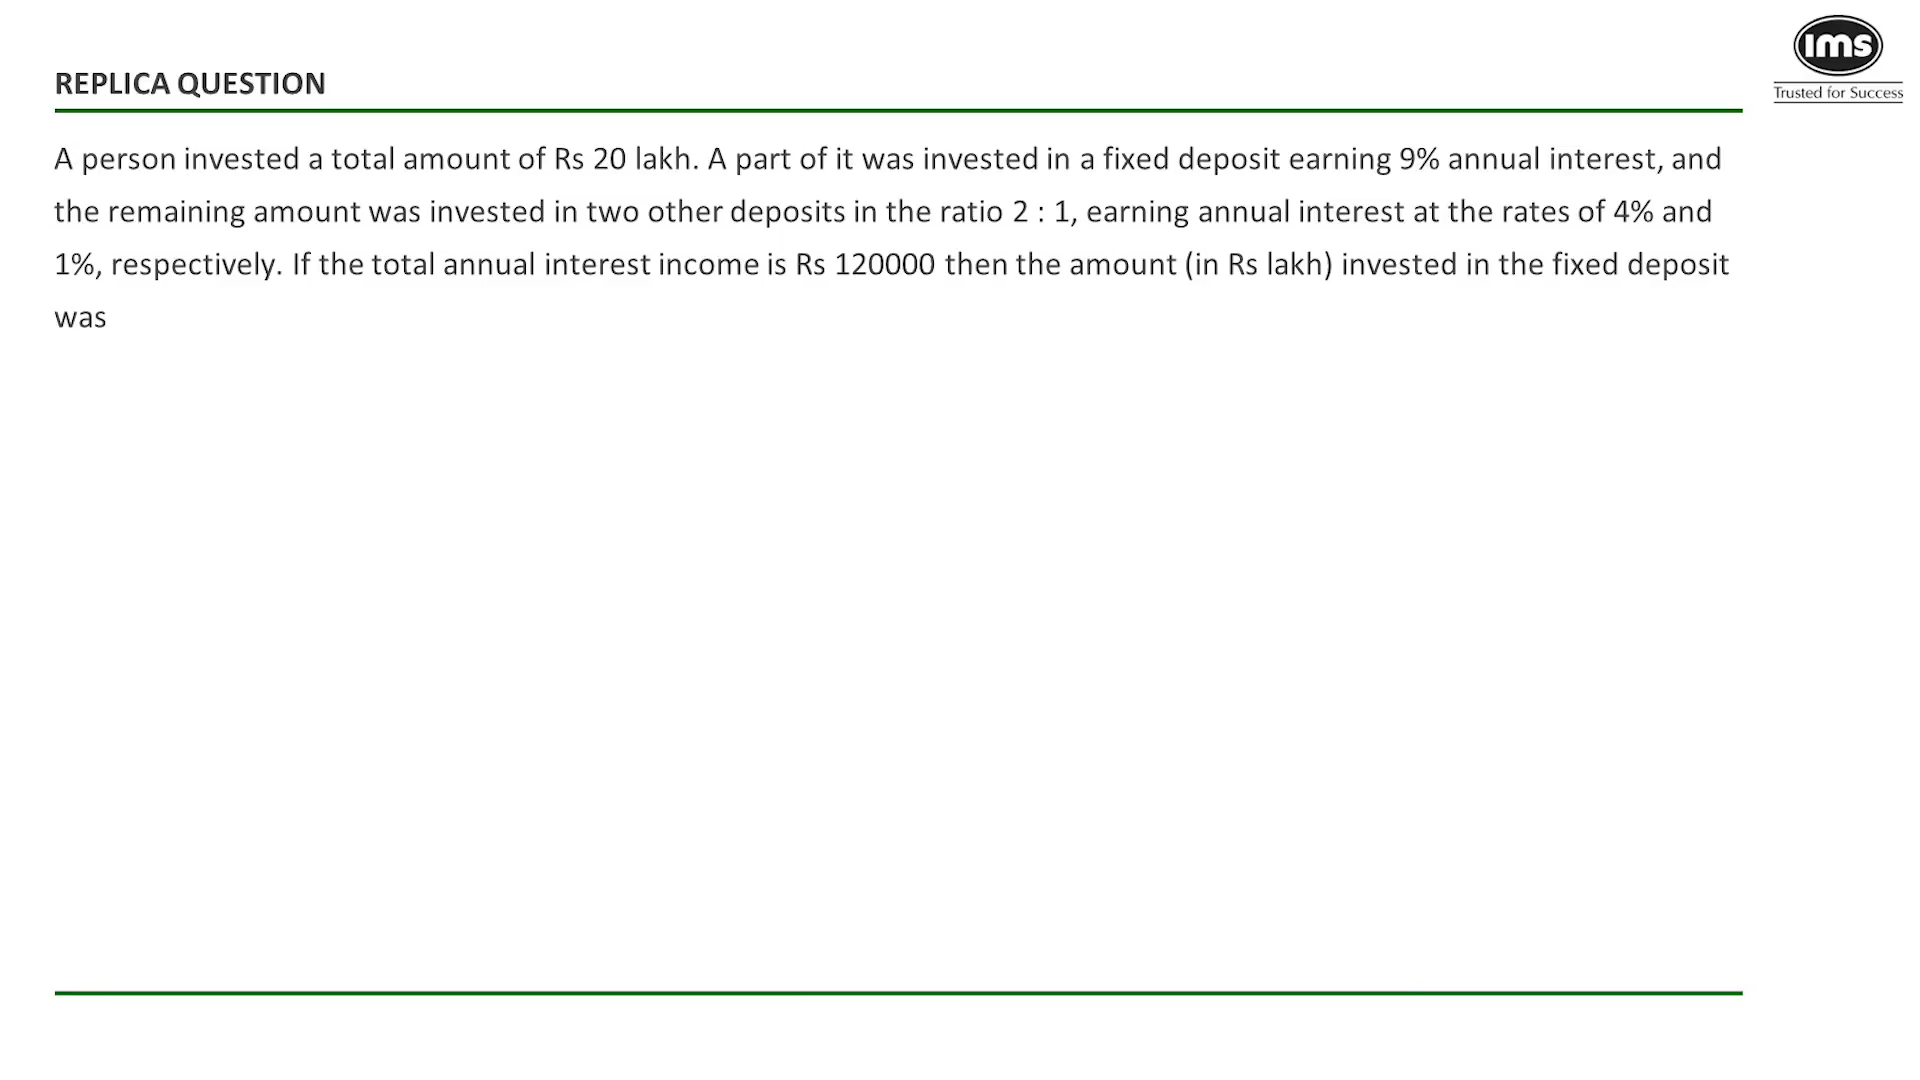 ims
Trusted for Success
REPLICA QUESTION
A person invested a total amount of Rs 20 lakh. A part of it was invested in a fixed deposit earning 9% annual interest, and
the remaining amount was invested in two other deposits in the ratio 2 : 1, earning annual interest at the rates of 4% and
1%, respectively. If the total annual interest income is Rs 120000 then the amount (in Rs lakh) invested in the fixed deposit
was